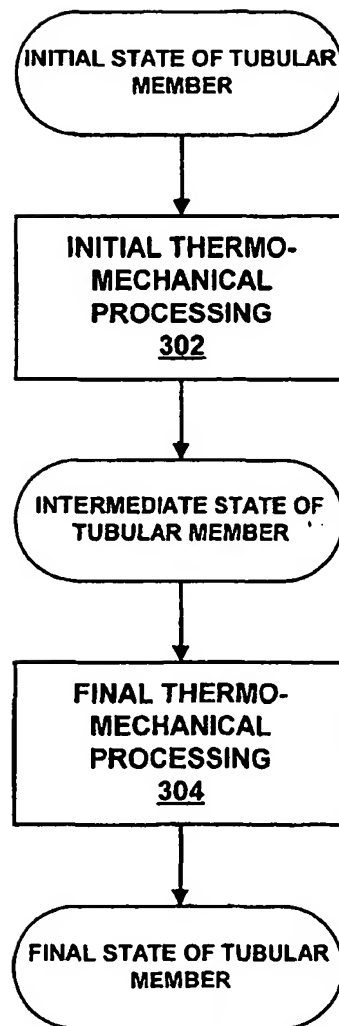 INITIAL STATE OF TUBULAR
MEMBER
INITIAL THERMO-
MECHANICAL
PROCESSING
302
INTERMEDIATE STATE OF
TUBULAR MEMBER
FINAL THERMO-
MECHANICAL
PROCESSING
304
FINAL STATE OF TUBULAR
MEMBER